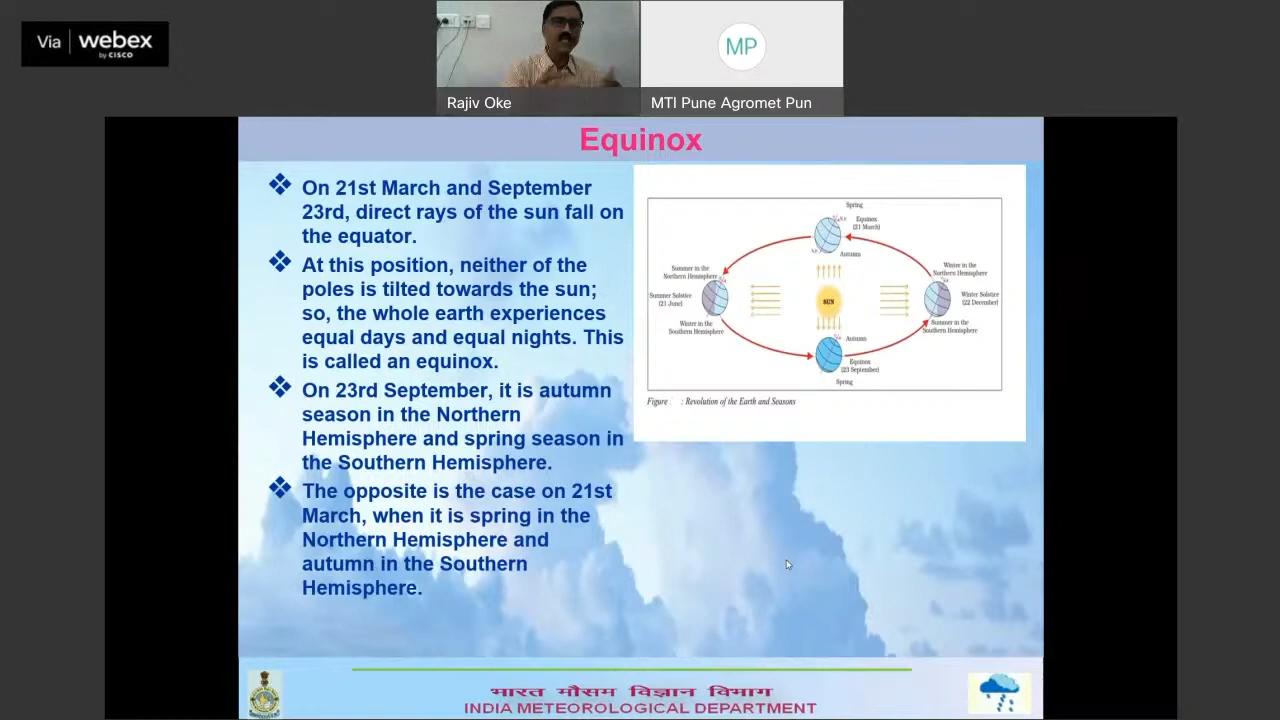 Via webex
by CISCO
Rajiv Oke
MTI Pune Agromet Pun
MP
Equinox
On 21st March and September
23rd, direct rays of the sun fall on
the equator.
At this position, neither of the
poles is tilted towards the sun;
so, the whole earth experiences
equal days and equal nights. This
is called an equinox.
On 23rd September, it is autumn
season in the Northern
Hemisphere and spring season in
the Southern Hemisphere.
The opposite is the case on 21st
March, when it is spring in the
Northern Hemisphere and
autumn in the Southern
Hemisphere.
Spring
Equinox
(21 March)
Autumn
Summer in the
Northern Hemisphere
Summer Solstice
(21 June)
Winter in the
Southern Hemisphere
SUN
Winter in the
Northern Hemisphere
Winter Solstice
(22 December)
Summer in the
Southern Hemisphere
Autumn
Equinox
(23 September)
Spring
Figure : Revolution of the Earth and Seasons
भारत मौसम विज्ञान विभाग
INDIA METEOROLOGICAL DEPARTMENT